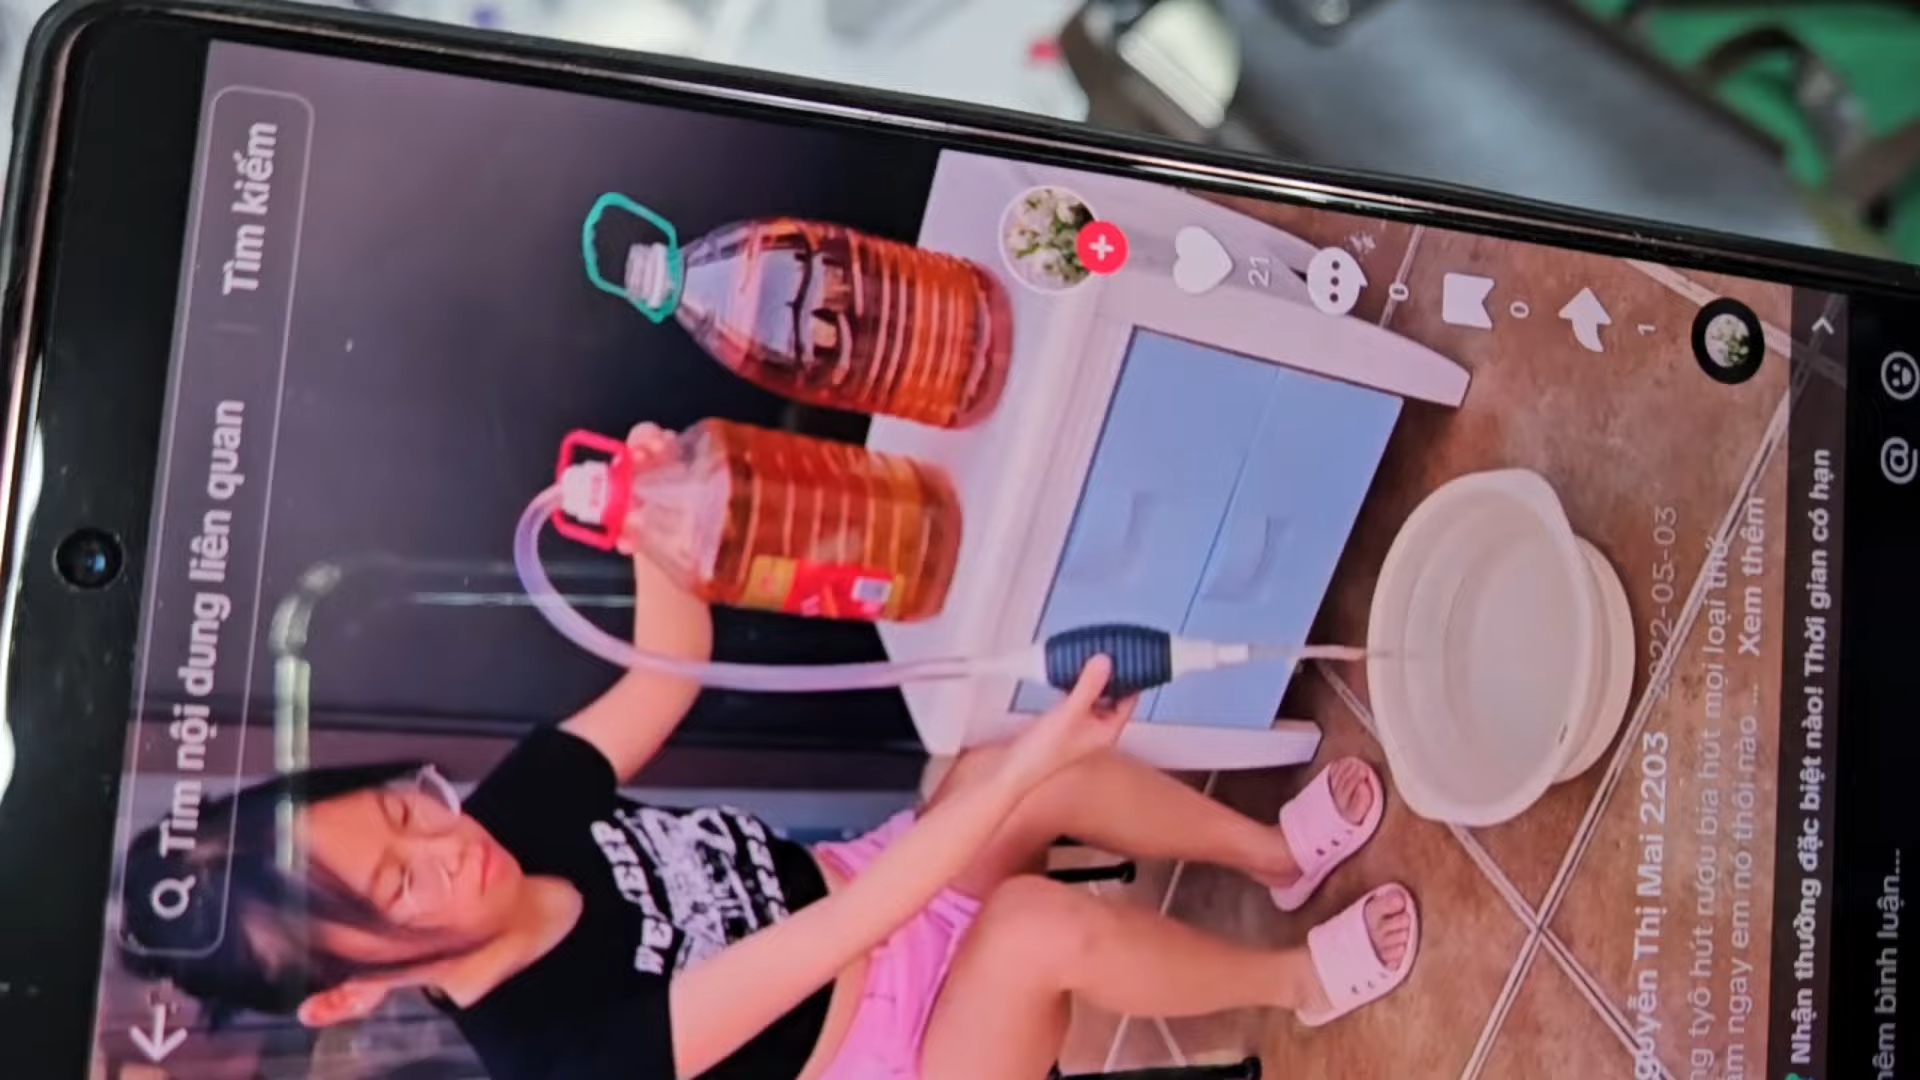 Tìm nội dung liên quan | Tìm kiếm
21
0
0
1
guyễn Thị Mai 2203 2022-05-03
tyô hút rượu bia hút mọi loại thứ
ngay em nó thôi nào ... Xem thêm
Nhận thưởng đặc biệt nào! Thời gian có hạn
hêm bình luận...
@